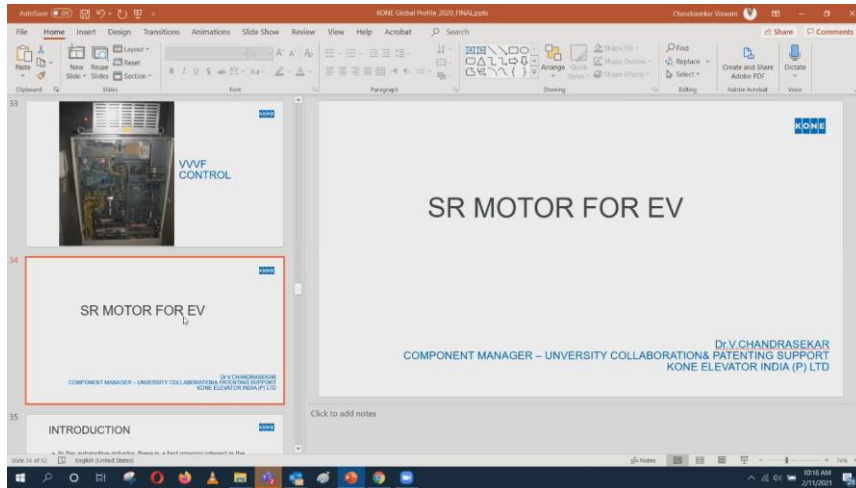 AutoSave Off
KONE Global Profile_2020_FINAL.pptx
Chandrasekar Viswam
File Home Insert Design Transitions Animations Slide Show Review View Help Acrobat Search
Share Comments
Paste
New Slide
Reuse Slides
Layout
Reset
Section
Arrange
Quick Styles
Shape Fill
Shape Outline
Shape Effects
Find
Replace
Select
Create and Share Adobe PDF
Dictate
Clipboard Slides Font Paragraph Drawing Editing Adobe Acrobat Voice
33
KONE
VVVF
CONTROL
34
KONE
SR MOTOR FOR EV
Dr.V.CHANDRASEKAR
COMPONENT MANAGER – UNVERSITY COLLABORATION& PATENTING SUPPORT
KONE ELEVATOR INDIA (P) LTD
35
INTRODUCTION
KONE
KONE
SR MOTOR FOR EV
Dr.V.CHANDRASEKAR
COMPONENT MANAGER – UNVERSITY COLLABORATION& PATENTING SUPPORT
KONE ELEVATOR INDIA (P) LTD
Click to add notes
English (United States)
Notes
74%
10:18 AM
2/11/2021